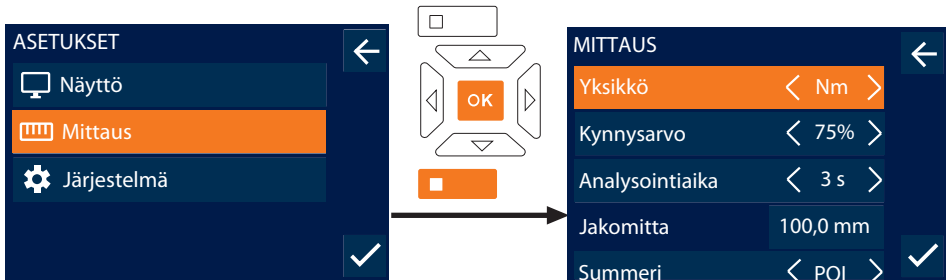 ASETUKSET
Näyttö
Mittaus
Järjestelmä
OK
MITTAUS
Yksikkö Nm
Kynnysarvo 75%
Analysointiaika 3 s
Jakomitta 100,0 mm
Summeri POI